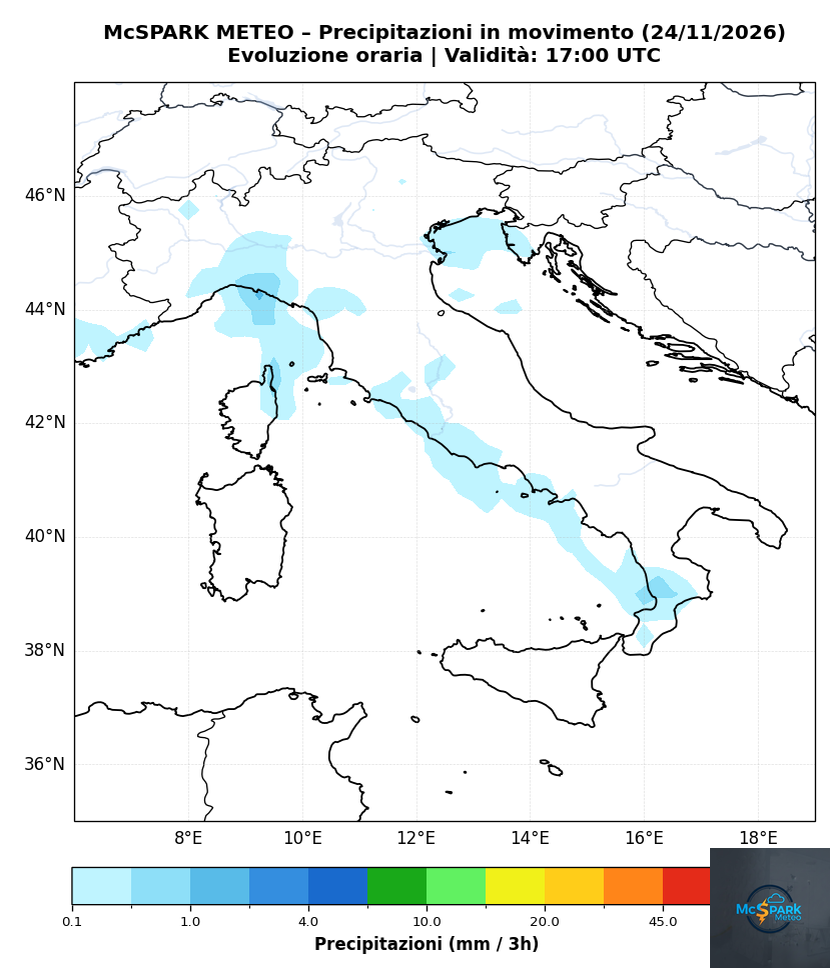 McSPARK METEO – Precipitazioni in movimento (24/11/2026)
Evoluzione oraria | Validità: 17:00 UTC
46°N
44°N
42°N
40°N
38°N
36°N
8°E 10°E 12°E 14°E 16°E 18°E
0.1 1.0 4.0 10.0 20.0 45.0
Precipitazioni (mm / 3h)
McSPARK
Meteo